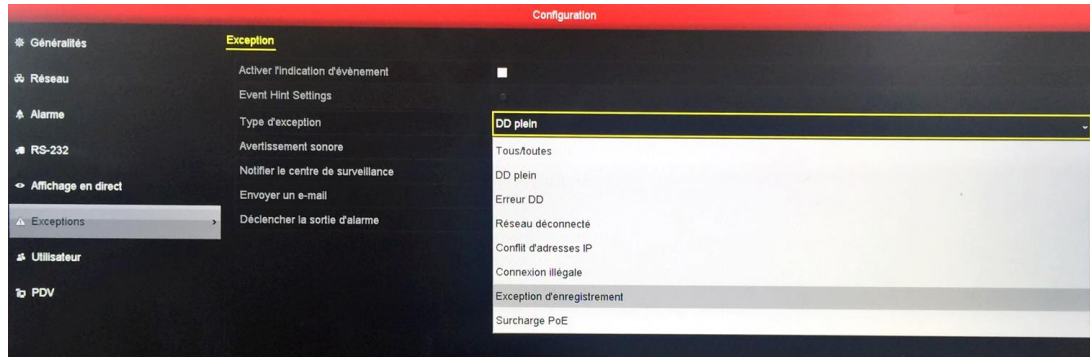 Configuration
Généralités
Réseau
Alarme
RS-232
Affichage en direct
Exceptions
Utilisateur
PDV
Exception
Activer l'indication d'évènement
Event Hint Settings
Type d'exception
DD plein
Avertissement sonore
Notifier le centre de surveillance
Envoyer un e-mail
Déclencher la sortie d'alarme
Tous/toutes
DD plein
Erreur DD
Réseau déconnecté
Conflit d'adresses IP
Connexion illégale
Exception d'enregistrement
Surcharge PoE